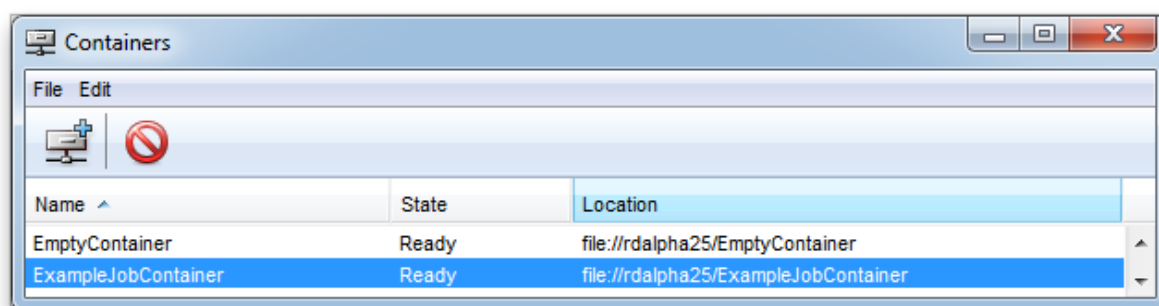 Containers
File Edit
Name State Location
EmptyContainer Ready file://rdalpha25/EmptyContainer
ExampleJobContainer Ready file://rdalpha25/ExampleJobContainer